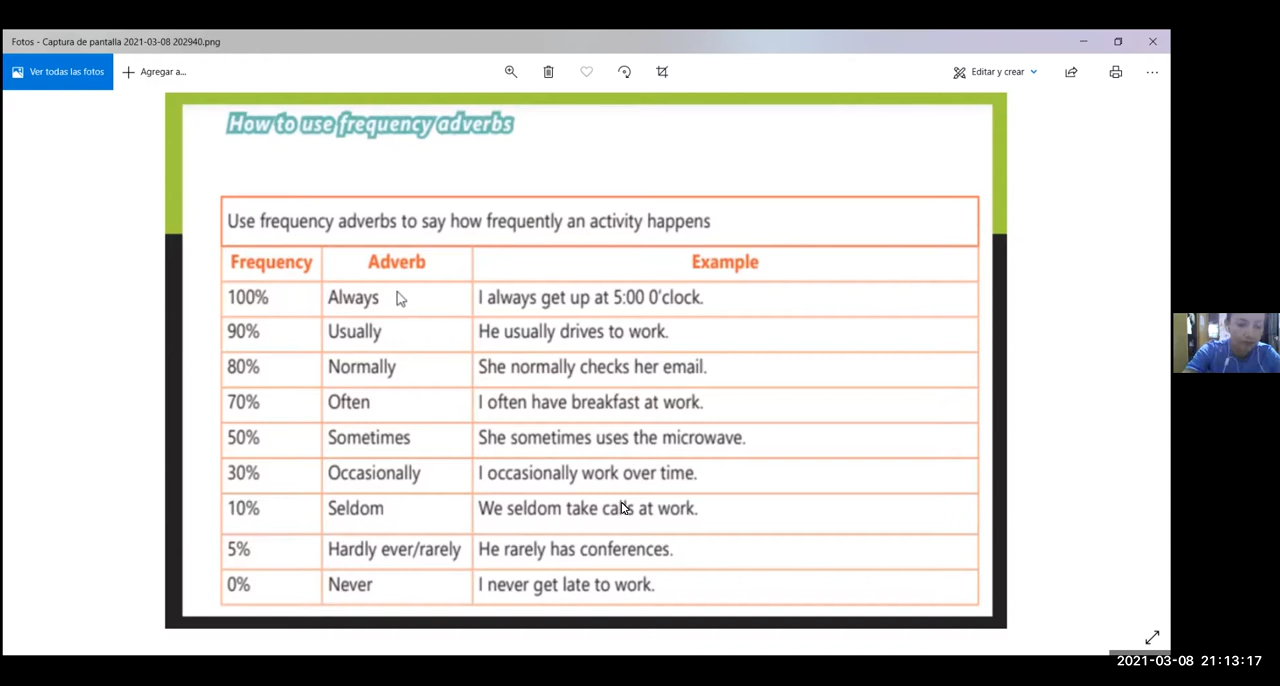 Fotos - Captura de pantalla 2021-03-08 202940.png
Ver todas las fotos
Agregar a...
Editar y crear
How to use frequency adverbs
Use frequency adverbs to say how frequently an activity happens
Frequency Adverb Example
100% Always I always get up at 5:00 0'clock.
90% Usually He usually drives to work.
80% Normally She normally checks her email.
70% Often I often have breakfast at work.
50% Sometimes She sometimes uses the microwave.
30% Occasionally I occasionally work over time.
10% Seldom We seldom take calls at work.
5% Hardly ever/rarely He rarely has conferences.
0% Never I never get late to work.
2021-03-08 21:13:17